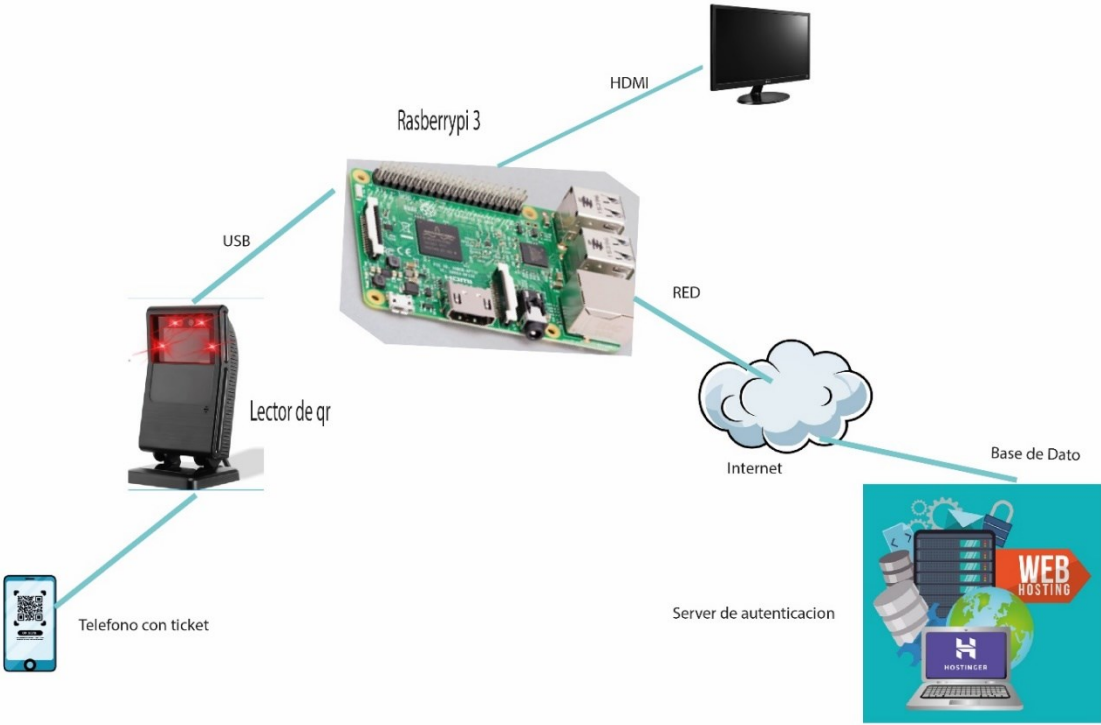 HDMI
Rasberrypi 3
USB
RED
Lector de qr
Internet
Base de Dato
WEB
HOSTING
Telefono con ticket
Server de autenticacion
HOSTINGER